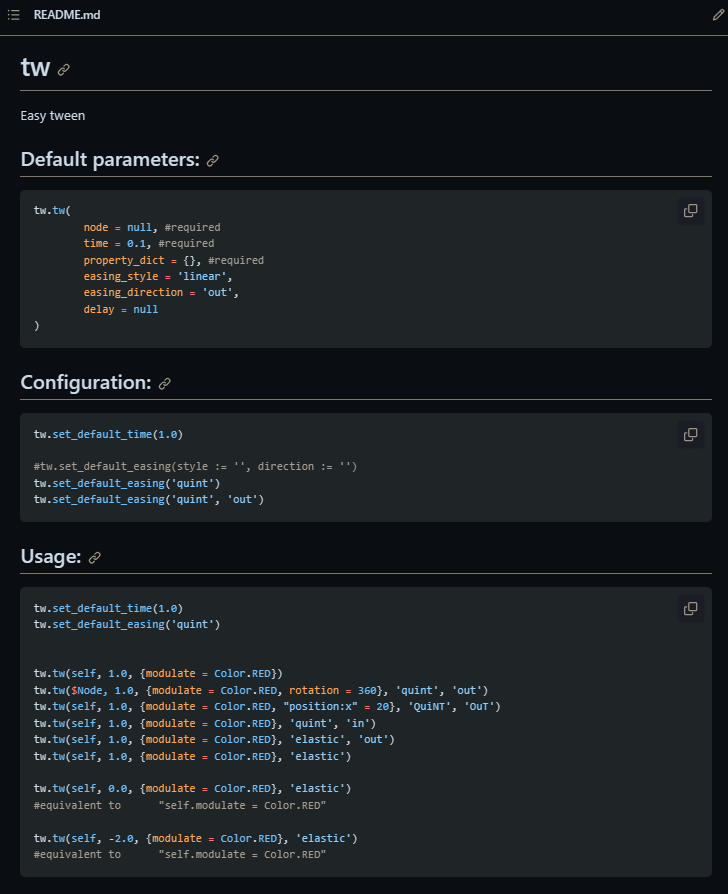 README.md
tw
Easy tween
Default parameters:
tw.tw(
        node = null, #required
        time = 0.1, #required
        property_dict = {}, #required
        easing_style = 'linear',
        easing_direction = 'out',
        delay = null
)
Configuration:
tw.set_default_time(1.0)
#tw.set_default_easing(style := '', direction := '')
tw.set_default_easing('quint')
tw.set_default_easing('quint', 'out')
Usage:
tw.set_default_time(1.0)
tw.set_default_easing('quint')
tw.tw(self, 1.0, {modulate = Color.RED})
tw.tw($Node, 1.0, {modulate = Color.RED, rotation = 360}, 'quint', 'out')
tw.tw(self, 1.0, {modulate = Color.RED, "position:x" = 20}, 'QuiNT', 'OuT')
tw.tw(self, 1.0, {modulate = Color.RED}, 'quint', 'in')
tw.tw(self, 1.0, {modulate = Color.RED}, 'elastic', 'out')
tw.tw(self, 1.0, {modulate = Color.RED}, 'elastic')
tw.tw(self, 0.0, {modulate = Color.RED}, 'elastic')
#equivalent to      "self.modulate = Color.RED"
tw.tw(self, -2.0, {modulate = Color.RED}, 'elastic')
#equivalent to      "self.modulate = Color.RED"